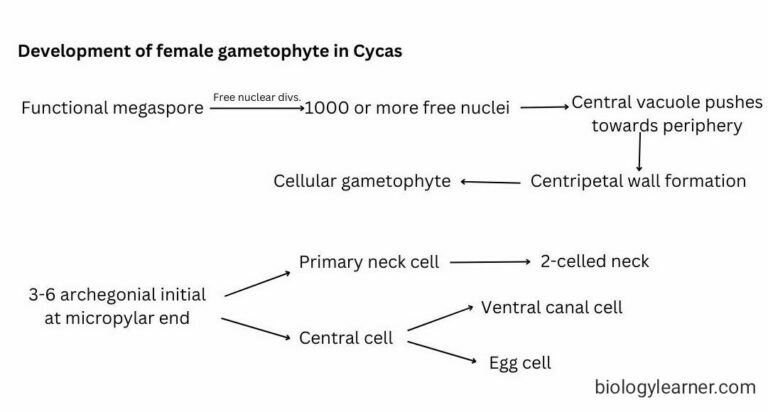 Development of female gametophyte in Cycas
Functional megaspore
Free nuclear divs.
1000 or more free nuclei
Central vacuole pushes
towards periphery
Centripetal wall formation
Cellular gametophyte
3-6 archegonial initial
at micropylar end
Primary neck cell
2-celled neck
Central cell
Ventral canal cell
Egg cell
biologylearner.com